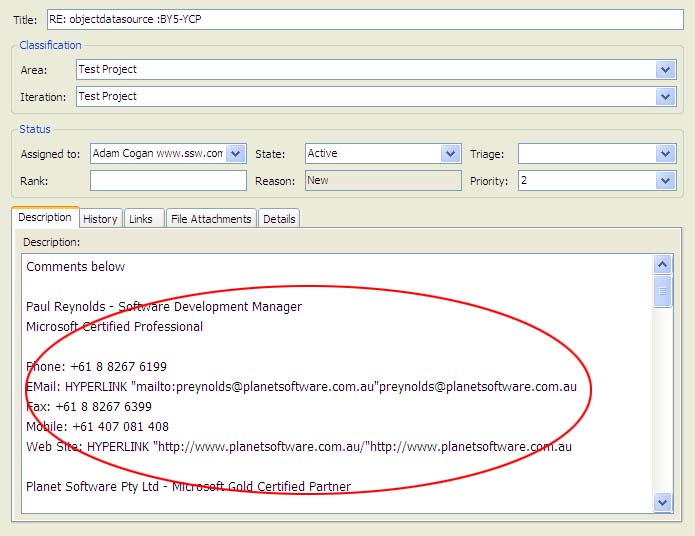 Title: RE: objectdatasource :BY5-YCP
Classification
Area: Test Project
Iteration: Test Project
Status
Assigned to: Adam Cogan www.ssw.com State: Active Triage:
Rank: Reason: New Priority: 2
Description History Links File Attachments Details
Description:
Comments below
Paul Reynolds - Software Development Manager
Microsoft Certified Professional
Phone: +61 8 8267 6199
EMail: HYPERLINK "mailto:preynolds@planetsoftware.com.au"preynolds@planetsoftware.com.au
Fax: +61 8 8267 6399
Mobile: +61 407 081 408
Web Site: HYPERLINK "http://www.planetsoftware.com.au/"http://www.planetsoftware.com.au
Planet Software Pty Ltd - Microsoft Gold Certified Partner